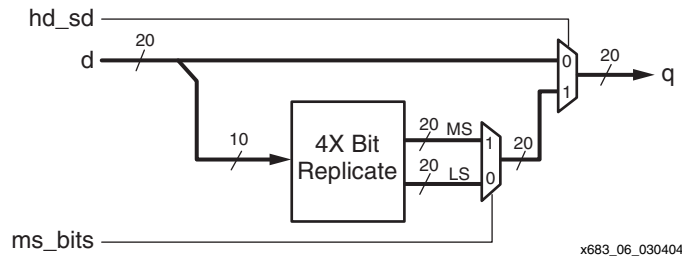 hd_sd
d
20
0
1
20
q
10
4X Bit
Replicate
20
MS
20
LS
1
0
20
ms_bits
x683_06_030404